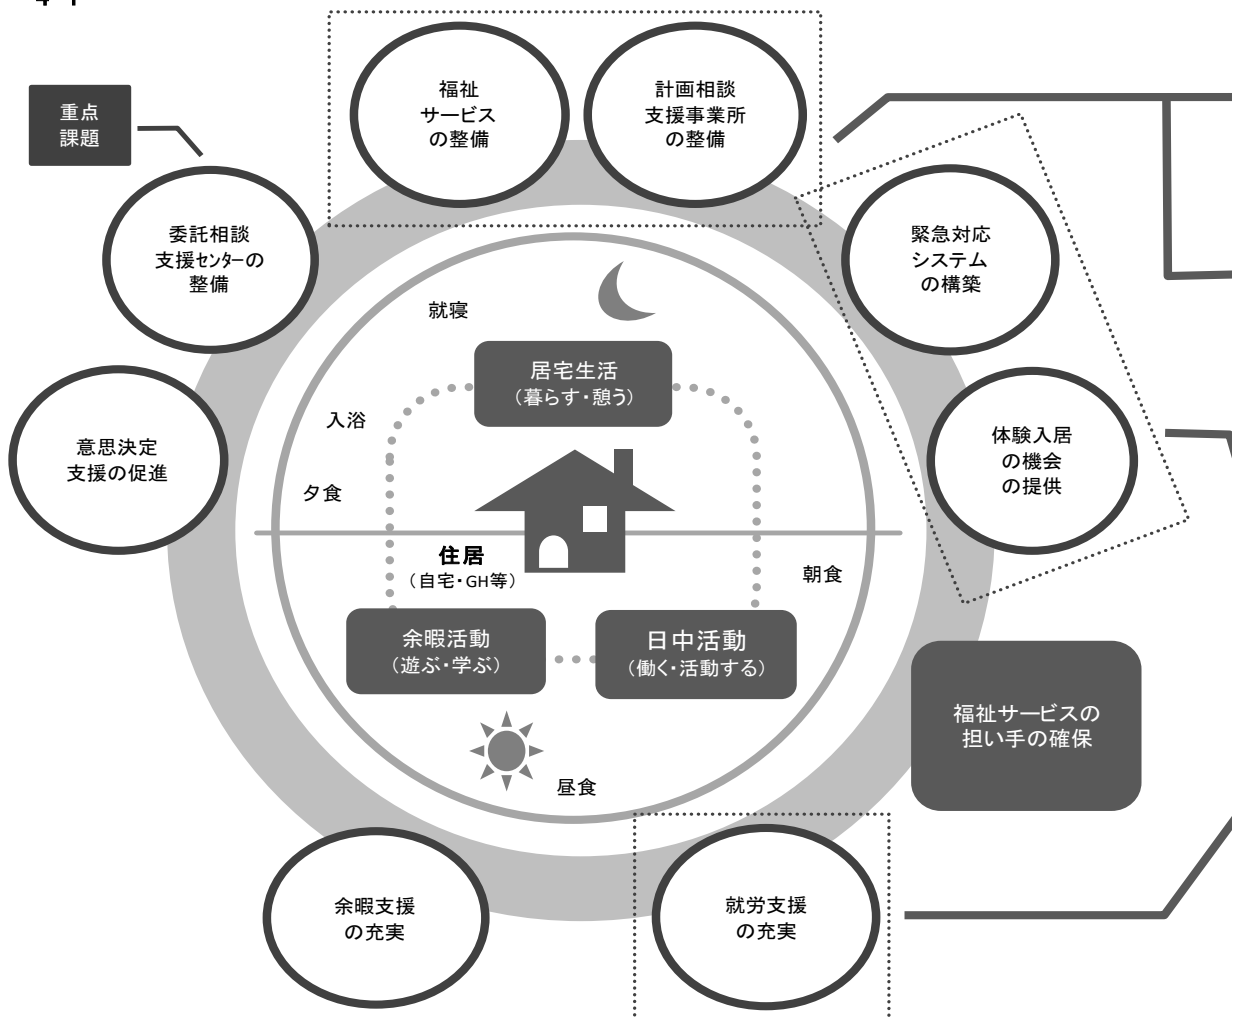 重点
課題
福祉
サービス
の整備
計画相談
支援事業所
の整備
委託相談
支援センターの
整備
緊急対応
システム
の構築
意思決定
支援の促進
体験入居
の機会
の提供
就寝
居宅生活
（暮らす・憩う）
入浴
夕食
住居
（自宅・GH等）
朝食
余暇活動
（遊ぶ・学ぶ）
日中活動
（働く・活動する）
福祉サービスの
担い手の確保
昼食
余暇支援
の充実
就労支援
の充実